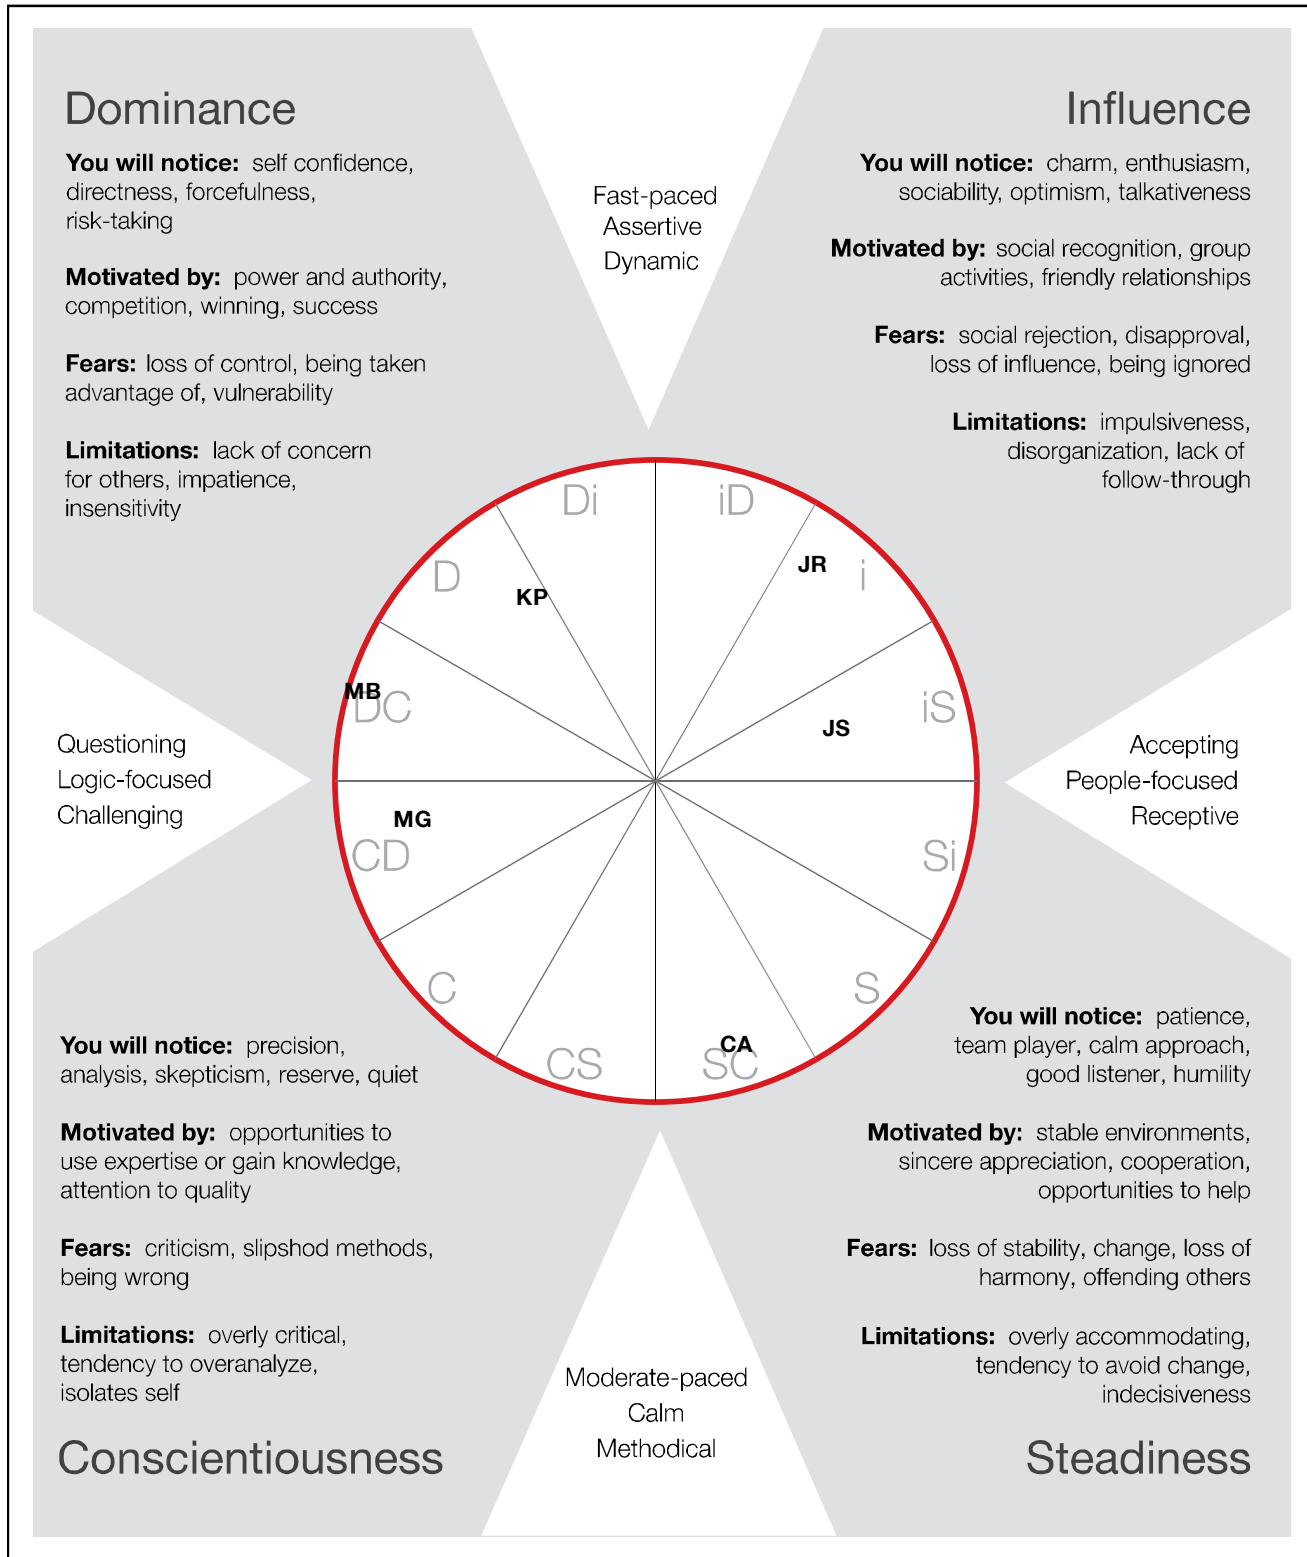 Dominance
You will notice: self confidence,
directness, forcefulness,
risk-taking
Motivated by: power and authority,
competition, winning, success
Fears: loss of control, being taken
advantage of, vulnerability
Limitations: lack of concern
for others, impatience,
insensitivity
Fast-paced
Assertive
Dynamic
Influence
You will notice: charm, enthusiasm,
sociability, optimism, talkativeness
Motivated by: social recognition, group
activities, friendly relationships
Fears: social rejection, disapproval,
loss of influence, being ignored
Limitations: impulsiveness,
disorganization, lack of
follow-through
Di
iD
D
KP
JR
i
MB
DC
JS
iS
Questioning
Logic-focused
Challenging
Accepting
People-focused
Receptive
MG
CD
Si
C
S
CS
CA
SC
You will notice: precision,
analysis, skepticism, reserve, quiet
Motivated by: opportunities to
use expertise or gain knowledge,
attention to quality
Fears: criticism, slipshod methods,
being wrong
Limitations: overly critical,
tendency to overanalyze,
isolates self
Conscientiousness
Moderate-paced
Calm
Methodical
You will notice: patience,
team player, calm approach,
good listener, humility
Motivated by: stable environments,
sincere appreciation, cooperation,
opportunities to help
Fears: loss of stability, change, loss of
harmony, offending others
Limitations: overly accommodating,
tendency to avoid change,
indecisiveness
Steadiness